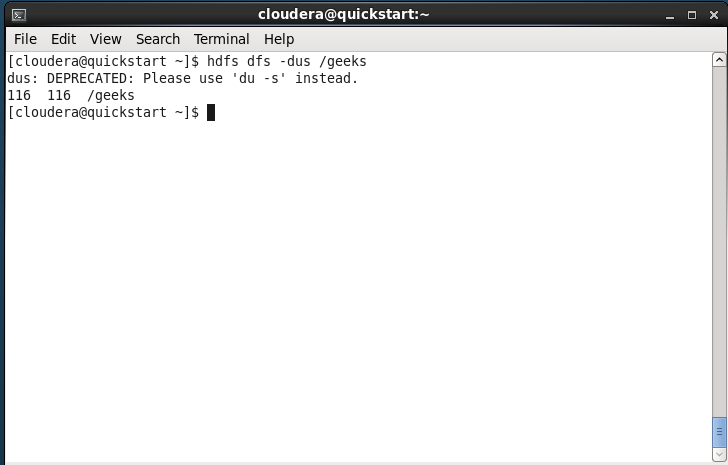 cloudera@quickstart:~
File Edit View Search Terminal Help
[cloudera@quickstart ~]$ hdfs dfs -dus /geeks
dus: DEPRECATED: Please use 'du -s' instead.
116  116  /geeks
[cloudera@quickstart ~]$